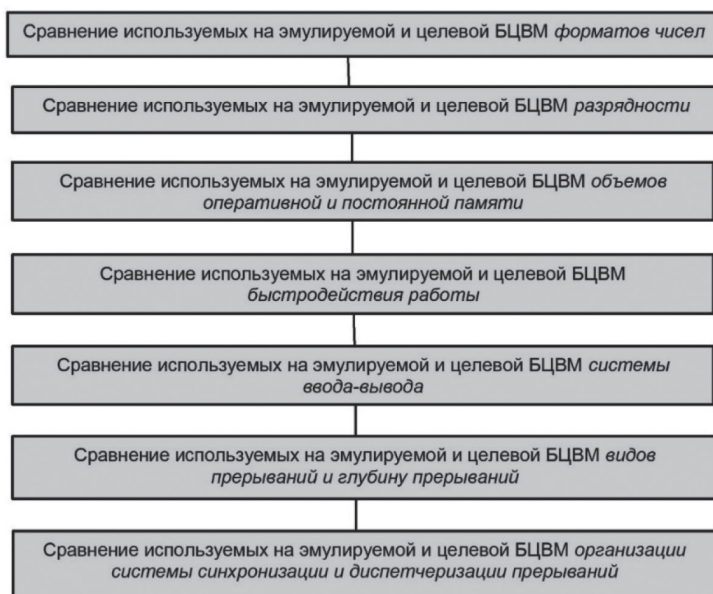 Сравнение используемых на эмулируемой и целевой БЦВМ форматов чисел
Сравнение используемых на эмулируемой и целевой БЦВМ разрядности
Сравнение используемых на эмулируемой и целевой БЦВМ объемов
оперативной и постоянной памяти
Сравнение используемых на эмулируемой и целевой БЦВМ
быстродействия работы
Сравнение используемых на эмулируемой и целевой БЦВМ системы
ввода-вывода
Сравнение используемых на эмулируемой и целевой БЦВМ видов
прерываний и глубину прерываний
Сравнение используемых на эмулируемой и целевой БЦВМ организации
системы синхронизации и диспетчеризации прерываний